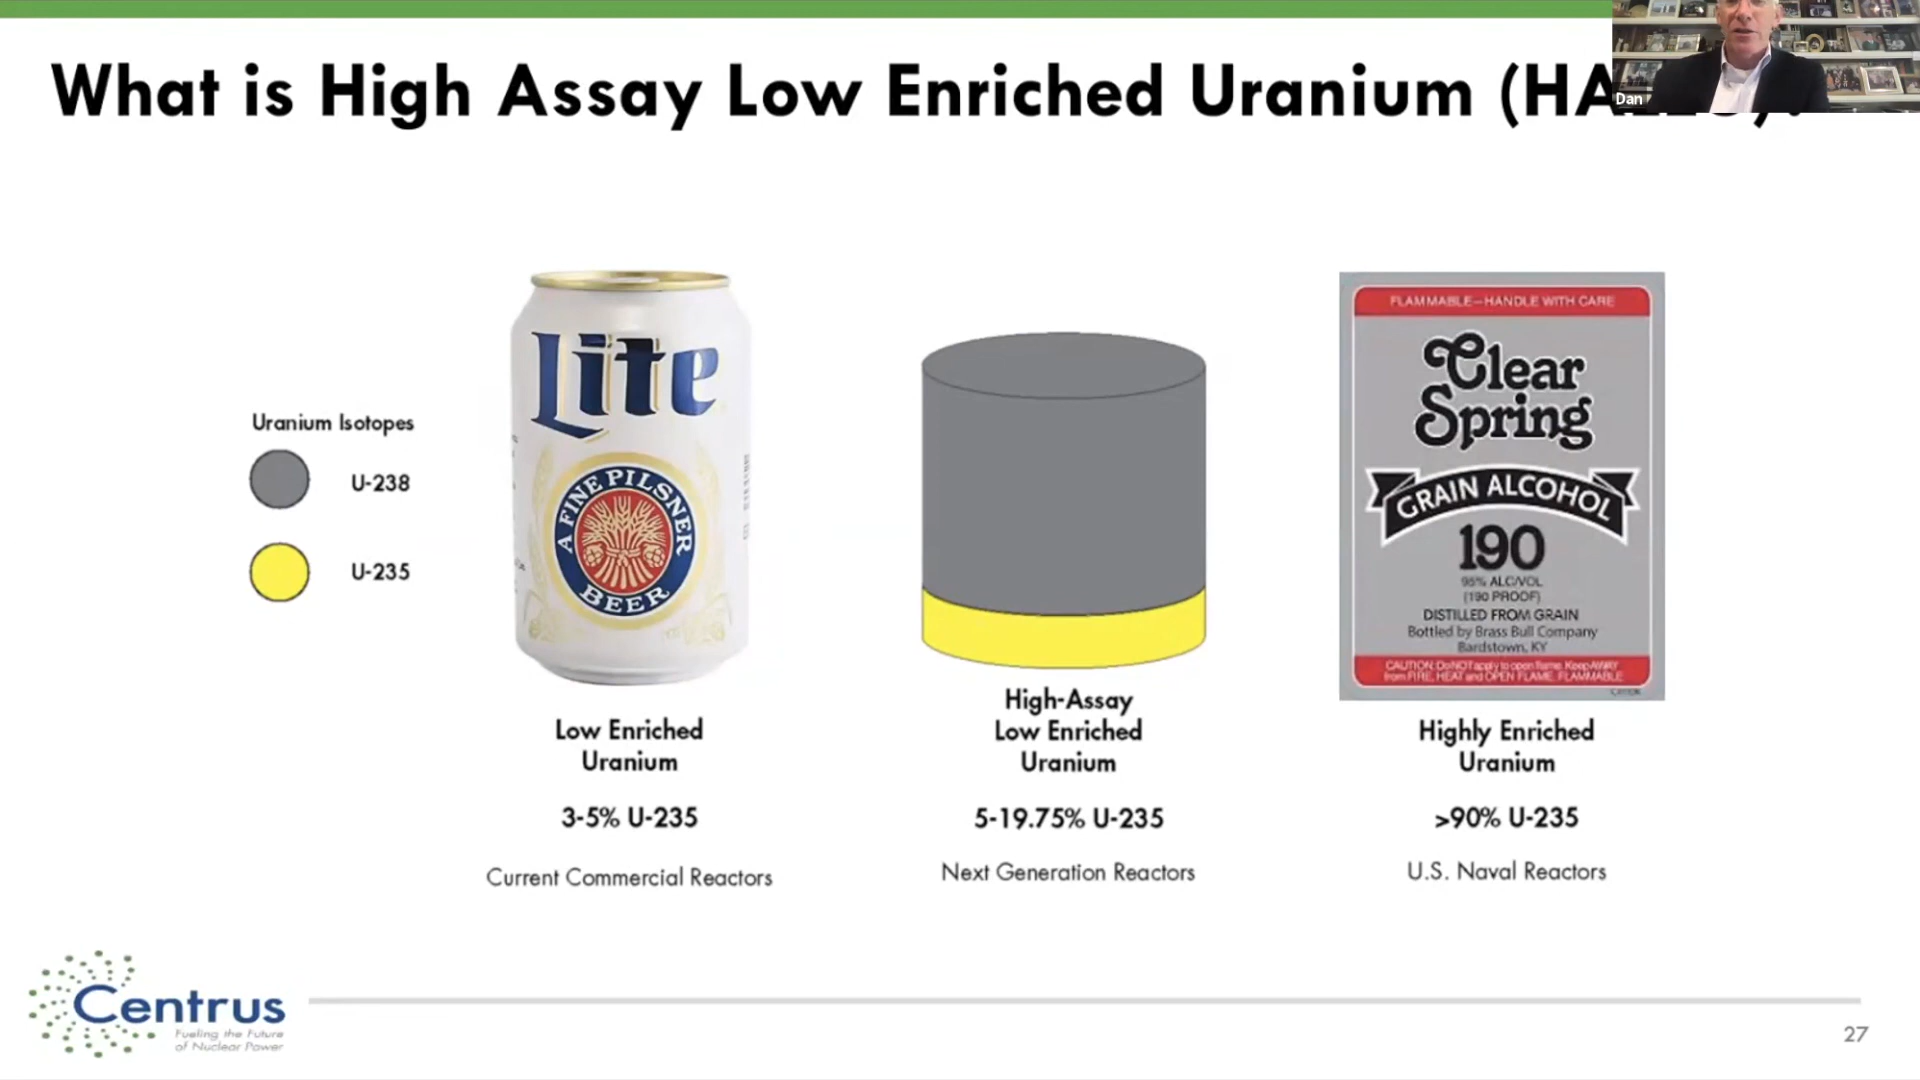 What is High Assay Low Enriched Uranium (HA
Dan
Uranium Isotopes
U-238
U-235
Lite
A FINE PILSNER
BEER
Low Enriched
Uranium
3-5% U-235
Current Commercial Reactors
High-Assay
Low Enriched
Uranium
5-19.75% U-235
Next Generation Reactors
FLAMMABLE-HANDLE WITH CARE
Clear
Spring
GRAIN ALCOHOL
190
95% ALC/VOL
(190 PROOF)
DISTILLED FROM GRAIN
Bottled by Brass Bull Company
Bardstown, KY
CAUTION: Do NOT apply to open flame. Keep AWAY
from FIRE, HEAT and OPEN FLAME. FLAMMABLE
Highly Enriched
Uranium
>90% U-235
U.S. Naval Reactors
Centrus
Fueling the Future
of Nuclear Power
27